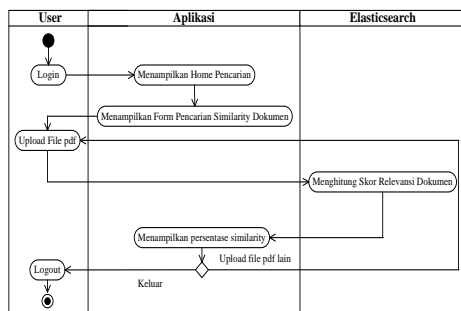 User
Aplikasi
Elasticsearch
Login
Menampilkan Home Pencarian
Menampilkan Form Pencarian Similarity Dokumen
Upload File pdf
Menghitung Skor Relevansi Dokumen
Menampilkan persentase similarity
Upload file pdf lain
Logout
Keluar